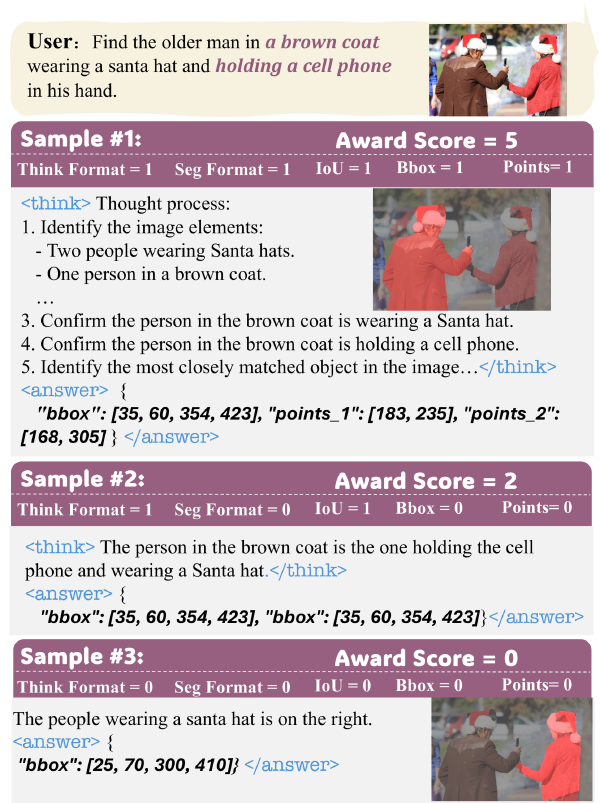 User: Find the older man in a brown coat
wearing a santa hat and holding a cell phone
in his hand.
Sample #1: Award Score = 5
Think Format = 1 Seg Format = 1 IoU = 1 Bbox = 1 Points= 1
<think> Thought process:
1. Identify the image elements:
- Two people wearing Santa hats.
- One person in a brown coat.
…
3. Confirm the person in the brown coat is wearing a Santa hat.
4. Confirm the person in the brown coat is holding a cell phone.
5. Identify the most closely matched object in the image…</think>
<answer> {
"bbox": [35, 60, 354, 423], "points_1": [183, 235], "points_2":
[168, 305] } </answer>
Sample #2: Award Score = 2
Think Format = 1 Seg Format = 0 IoU = 1 Bbox = 0 Points= 0
<think> The person in the brown coat is the one holding the cell
phone and wearing a Santa hat.</think>
<answer> {
"bbox": [35, 60, 354, 423], "bbox": [35, 60, 354, 423]}</answer>
Sample #3: Award Score = 0
Think Format = 0 Seg Format = 0 IoU = 0 Bbox = 0 Points= 0
The people wearing a santa hat is on the right.
<answer> {
"bbox": [25, 70, 300, 410]} </answer>